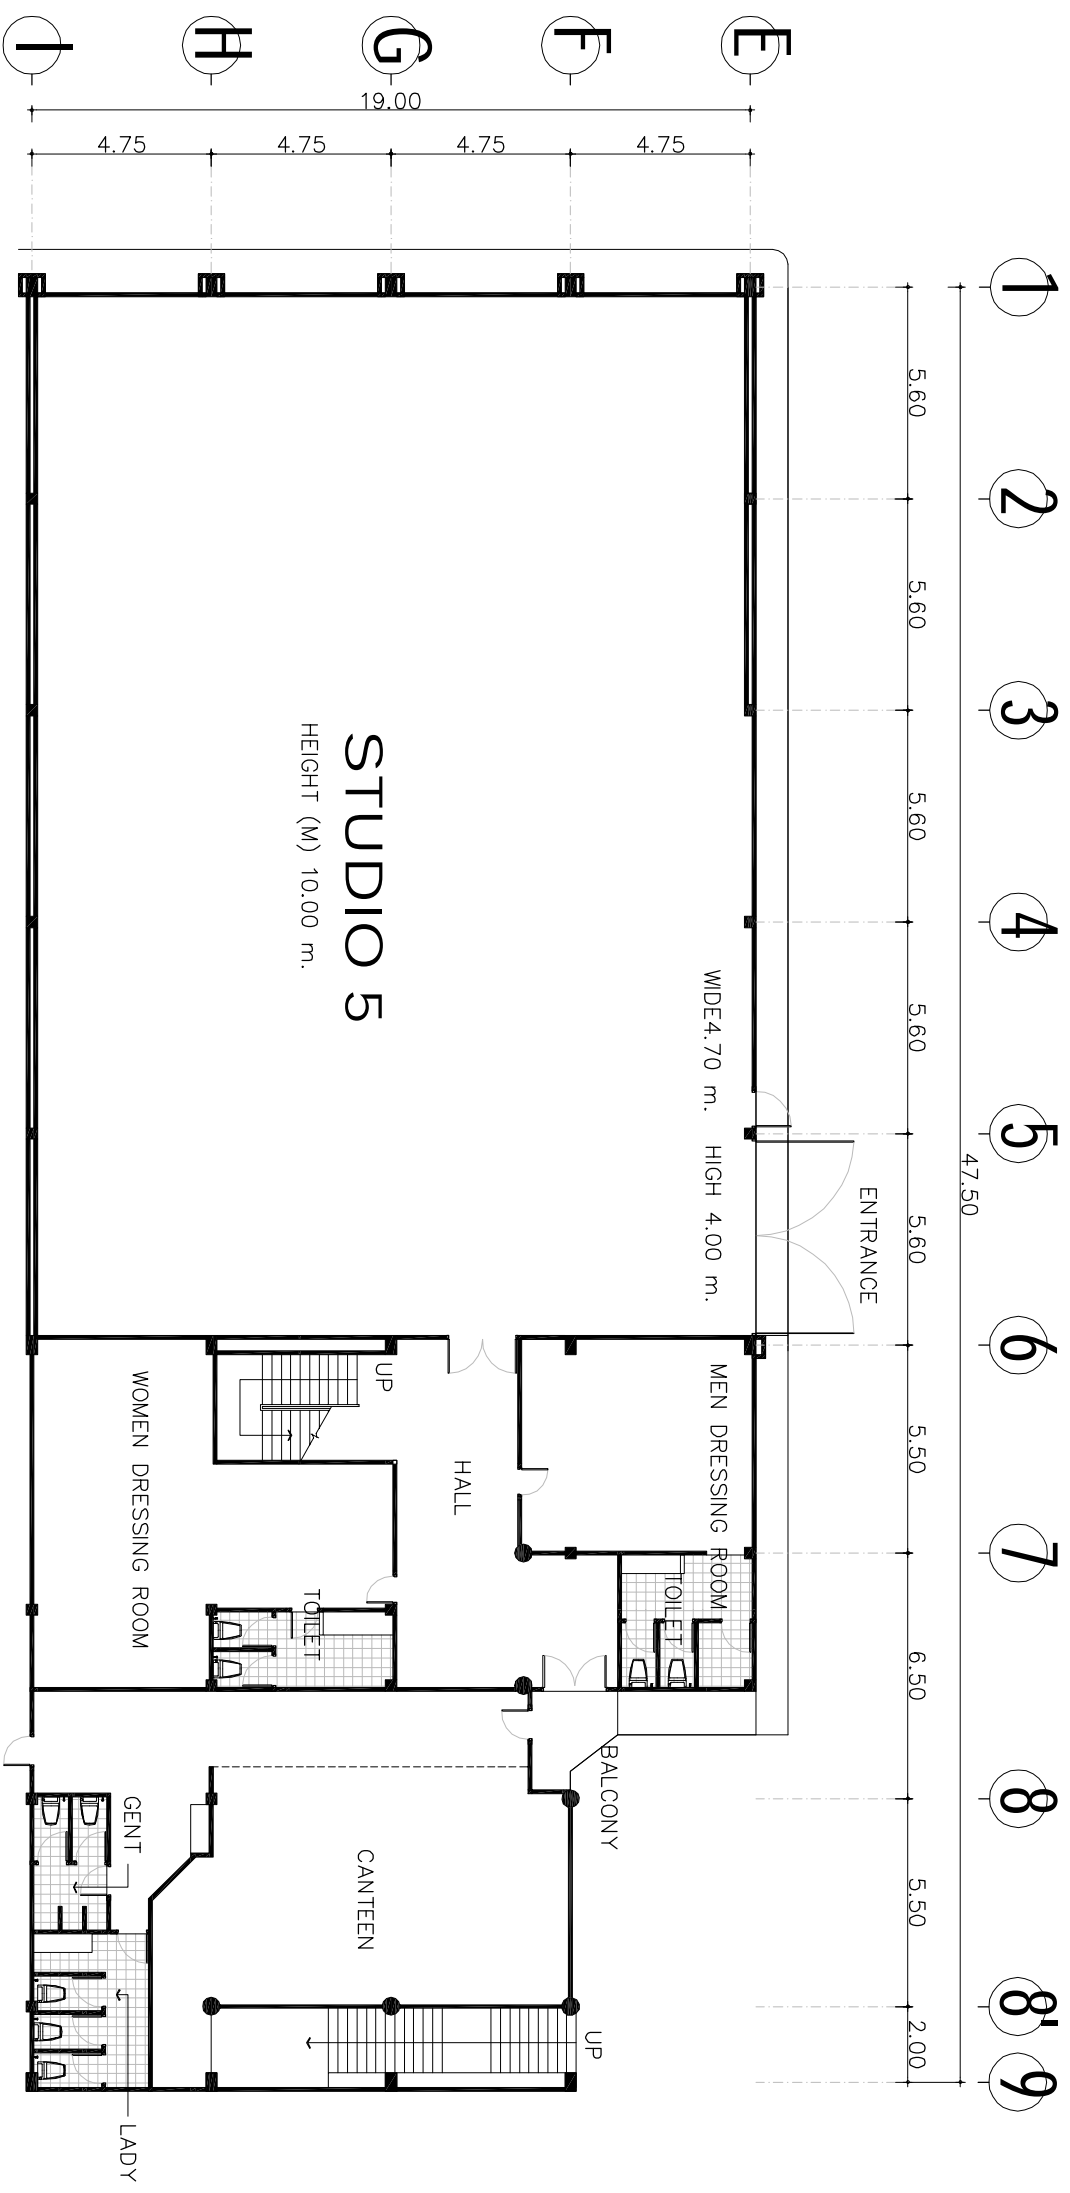 I
H
G
F
E
19.00
4.75
4.75
4.75
4.75
1
2
3
4
5
6
7
8
8'
9
47.50
5.60
5.60
5.60
5.60
5.60
5.50
6.50
5.50
2.00
STUDIO 5
HEIGHT (M) 10.00 m.
WIDE4.70 m. HIGH 4.00 m.
ENTRANCE
MEN DRESSING ROOM
TOILET
UP
HALL
WOMEN DRESSING ROOM
TOILET
BALCONY
CANTEEN
GENT
UP
LADY